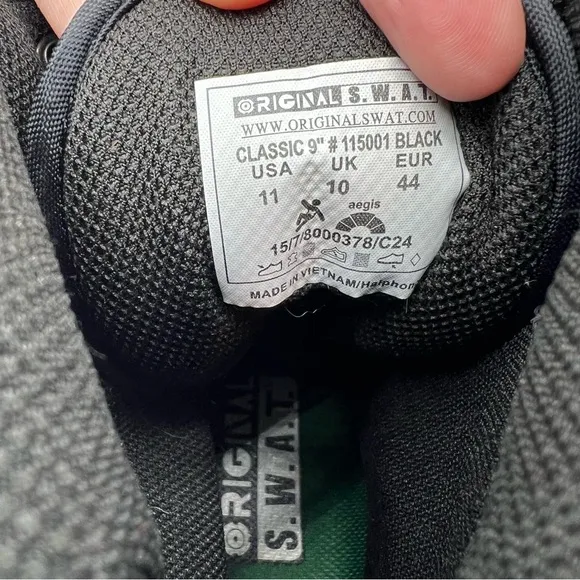 ORIGINAL S.W.A.T.
WWW.ORIGINALSWAT.COM
CLASSIC 9" # 115001 BLACK
USA UK EUR
11 10 44
aegis
15/7/8000378/C24
MADE IN VIETNAM/Haiphon
ORIGINAL
S.W.A.T.